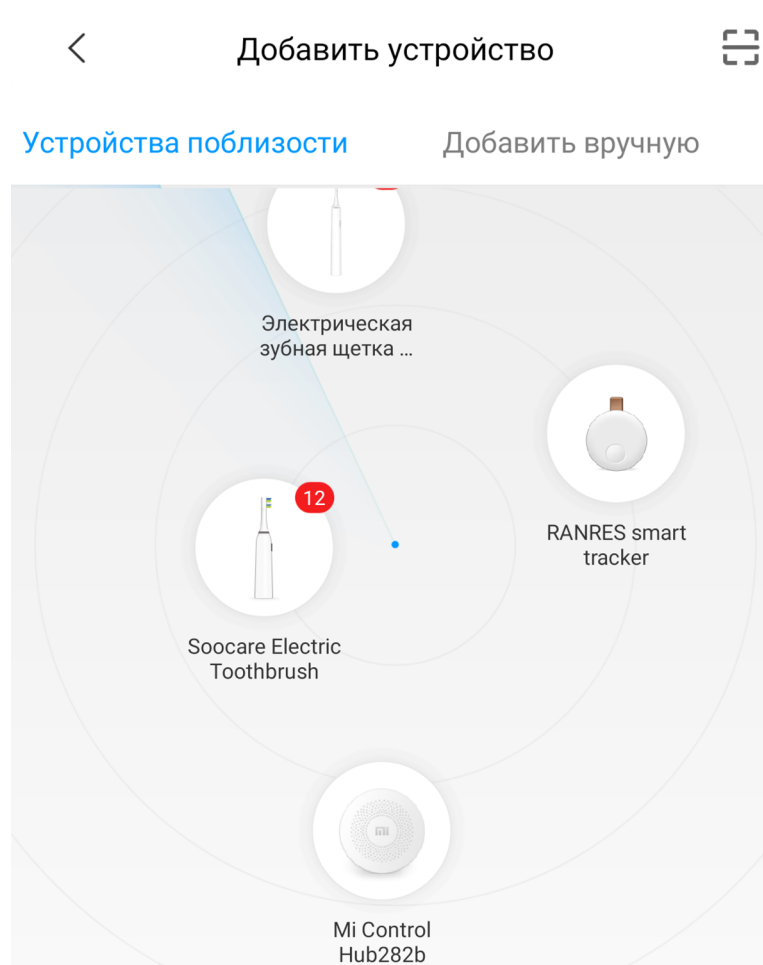 Добавить устройство
Устройства поблизости
Добавить вручную
Электрическая
зубная щетка ...
RANRES smart
tracker
12
Soocare Electric
Toothbrush
mi
Mi Control
Hub282b